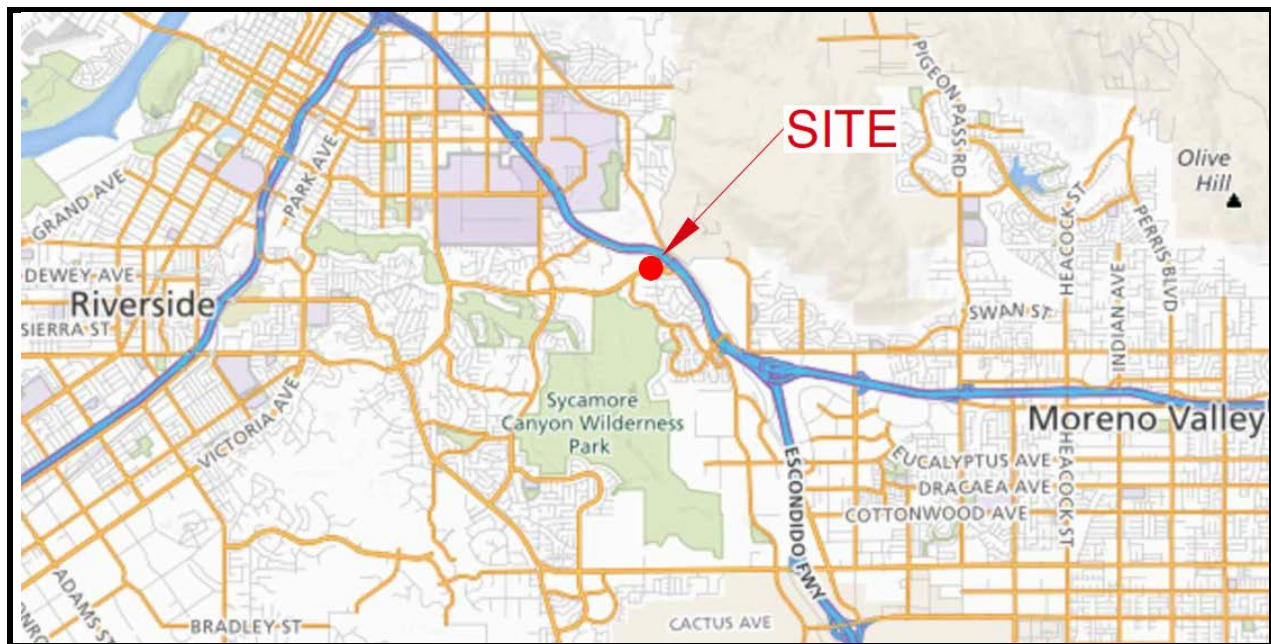 SITE
PIGEON PASS RD
Olive
Hill
PARK AVE
GRAND AVE
HEACOCK ST
PERRIS BLVD
INDIAN AVE
DEWEY AVE
Riverside
SIERRA ST
SWAN ST
VICTORIA AVE
Sycamore
Canyon Wilderness
Park
Moreno Valley
ESCONDIDO FWY
EUCALYPTUS AVE
HEACOCK ST
DRACAEA AVE
COTTONWOOD AVE
ADAMS ST
BRADLEY ST
CACTUS AVE